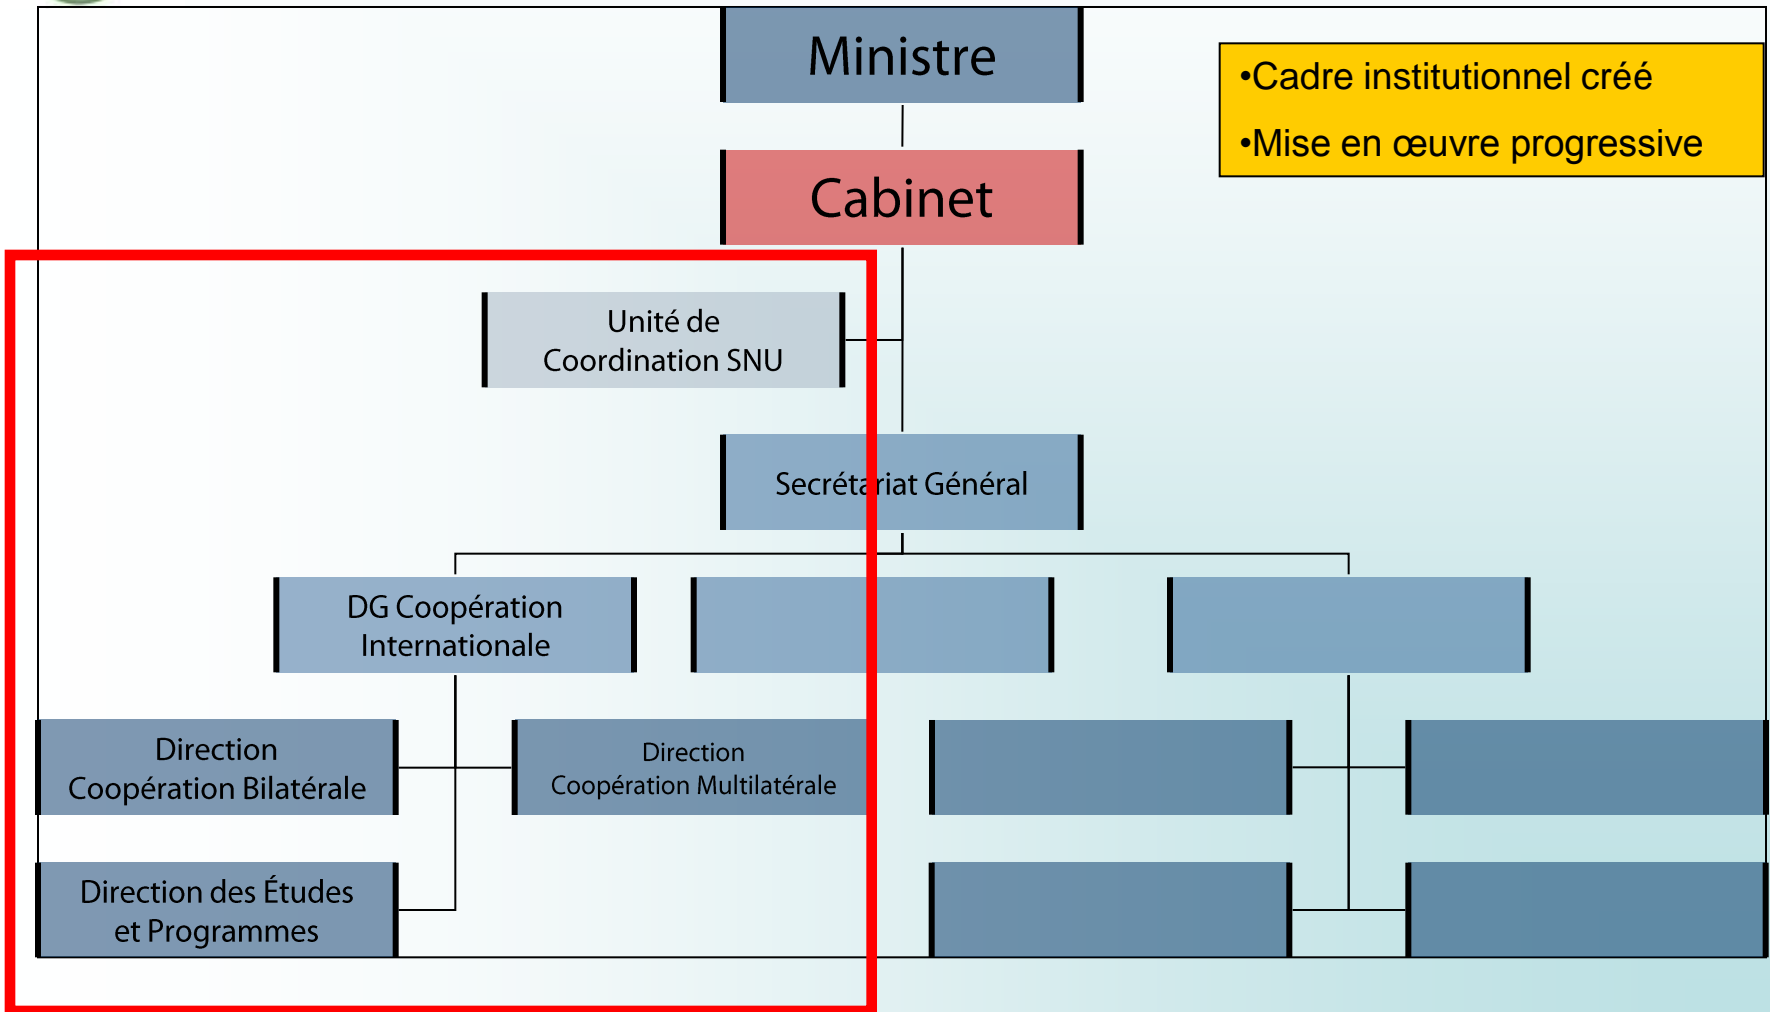 Ministre
•Cadre institutionnel créé
•Mise en œuvre progressive
Cabinet
Unité de
Coordination SNU
Secrétariat Général
DG Coopération
Internationale
Direction
Coopération Bilatérale
Direction
Coopération Multilatérale
Direction des Études
et Programmes